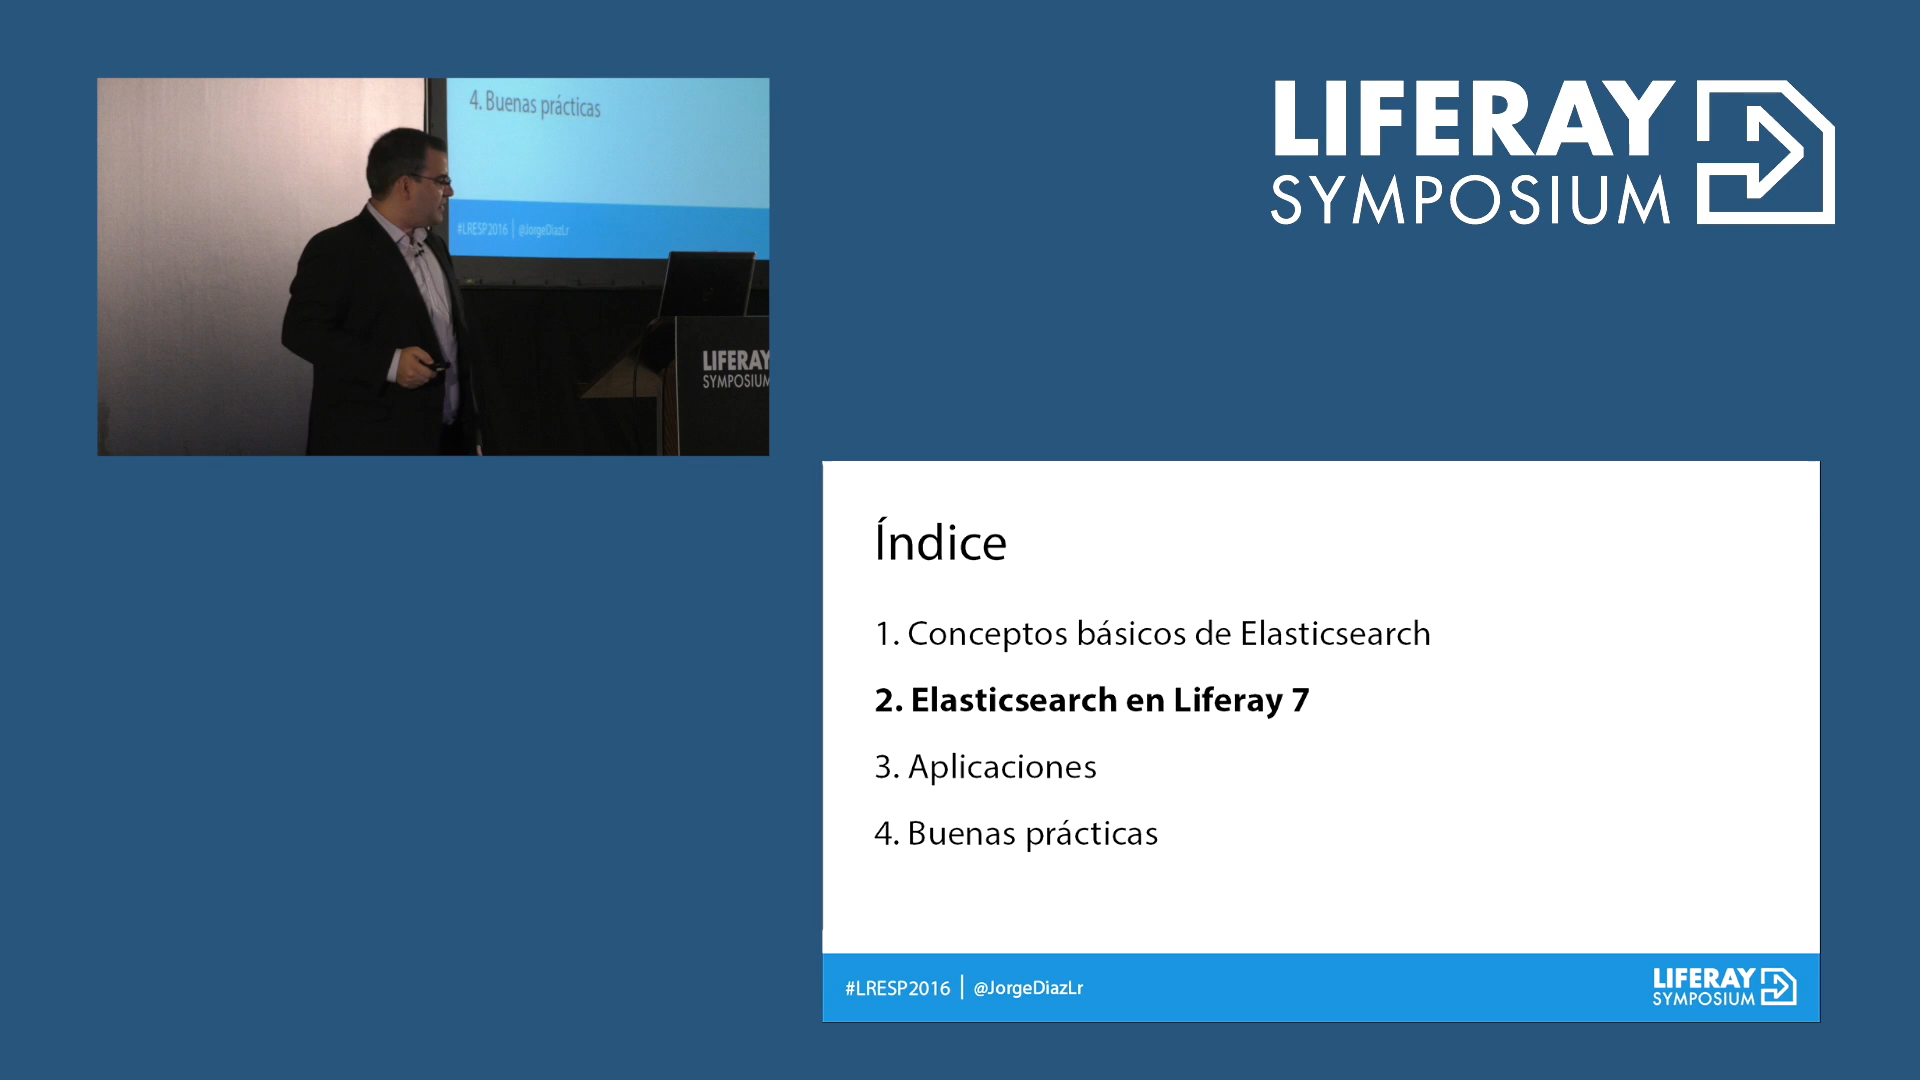 4. Buenas prácticas
#LRESP2016 | @JorgeDiazLr
LIFERAY
SYMPOSIUM
LIFERAY
SYMPOSIUM
Índice
1. Conceptos básicos de Elasticsearch
2. Elasticsearch en Liferay 7
3. Aplicaciones
4. Buenas prácticas
#LRESP2016 | @JorgeDiazLr
LIFERAY
SYMPOSIUM